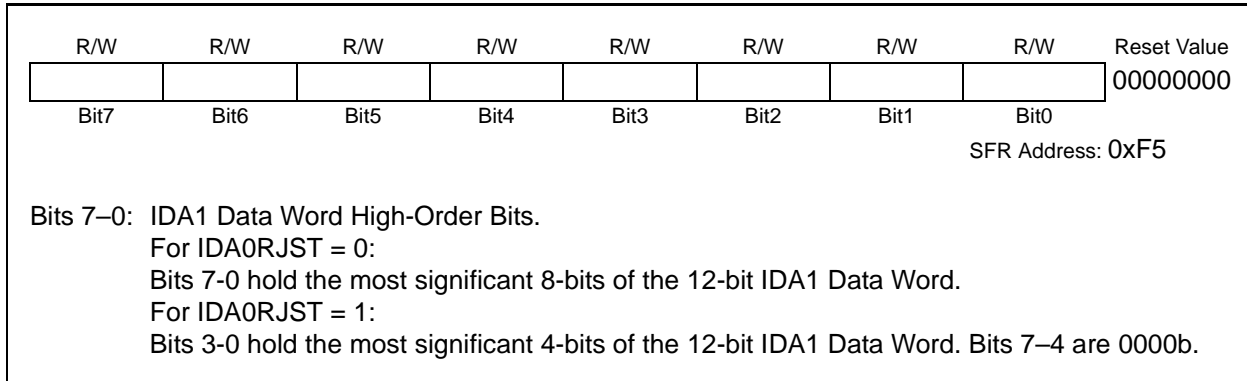 R/W R/W R/W R/W R/W R/W R/W R/W Reset Value
00000000
Bit7 Bit6 Bit5 Bit4 Bit3 Bit2 Bit1 Bit0
SFR Address: 0xF5
Bits 7–0: IDA1 Data Word High-Order Bits.
For IDA0RJST = 0:
Bits 7-0 hold the most significant 8-bits of the 12-bit IDA1 Data Word.
For IDA0RJST = 1:
Bits 3-0 hold the most significant 4-bits of the 12-bit IDA1 Data Word. Bits 7–4 are 0000b.